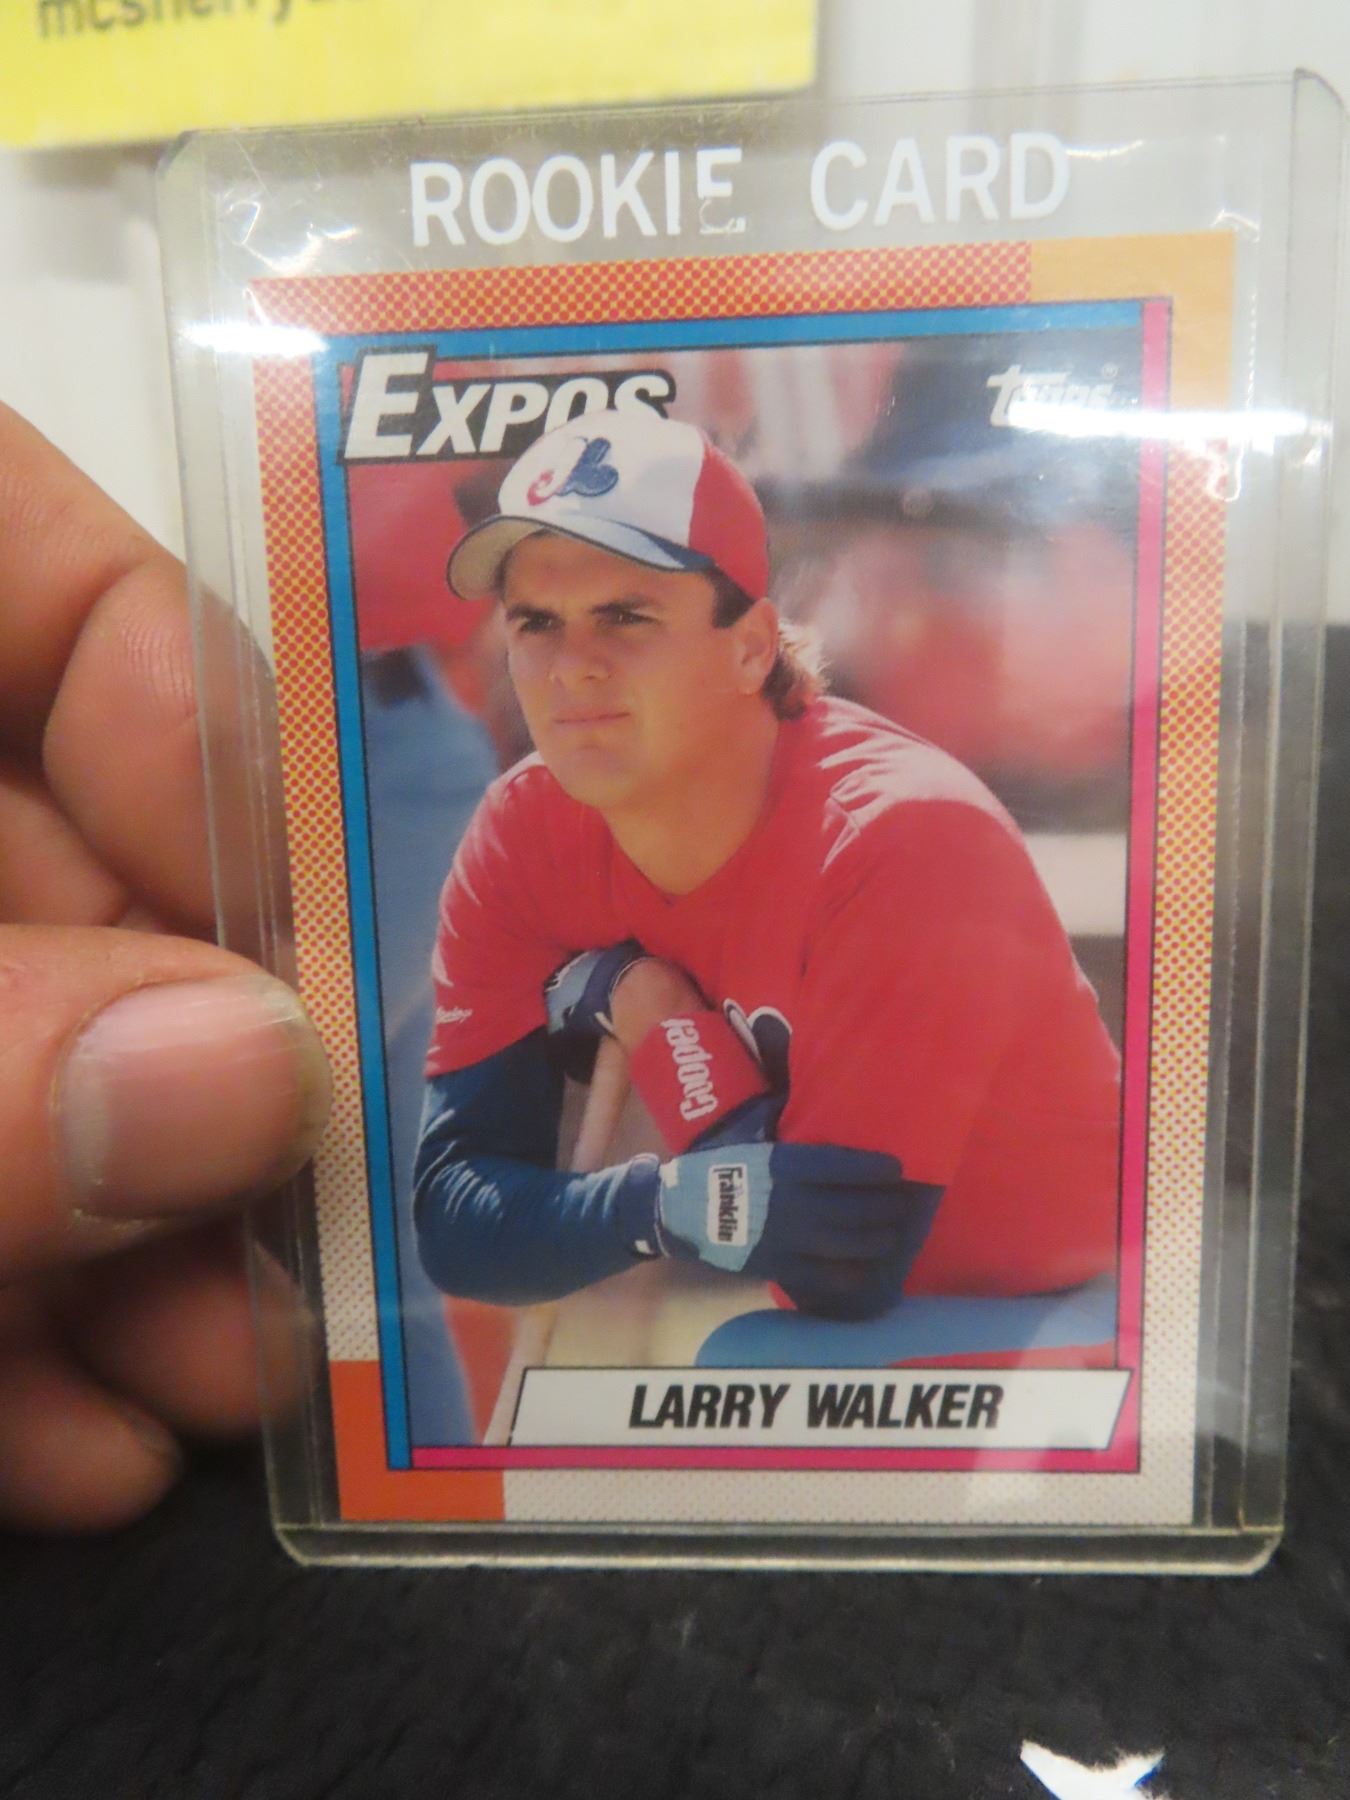 ROOKIE CARD
EXPOS
Topps®
Cooper
Franklin
LARRY WALKER